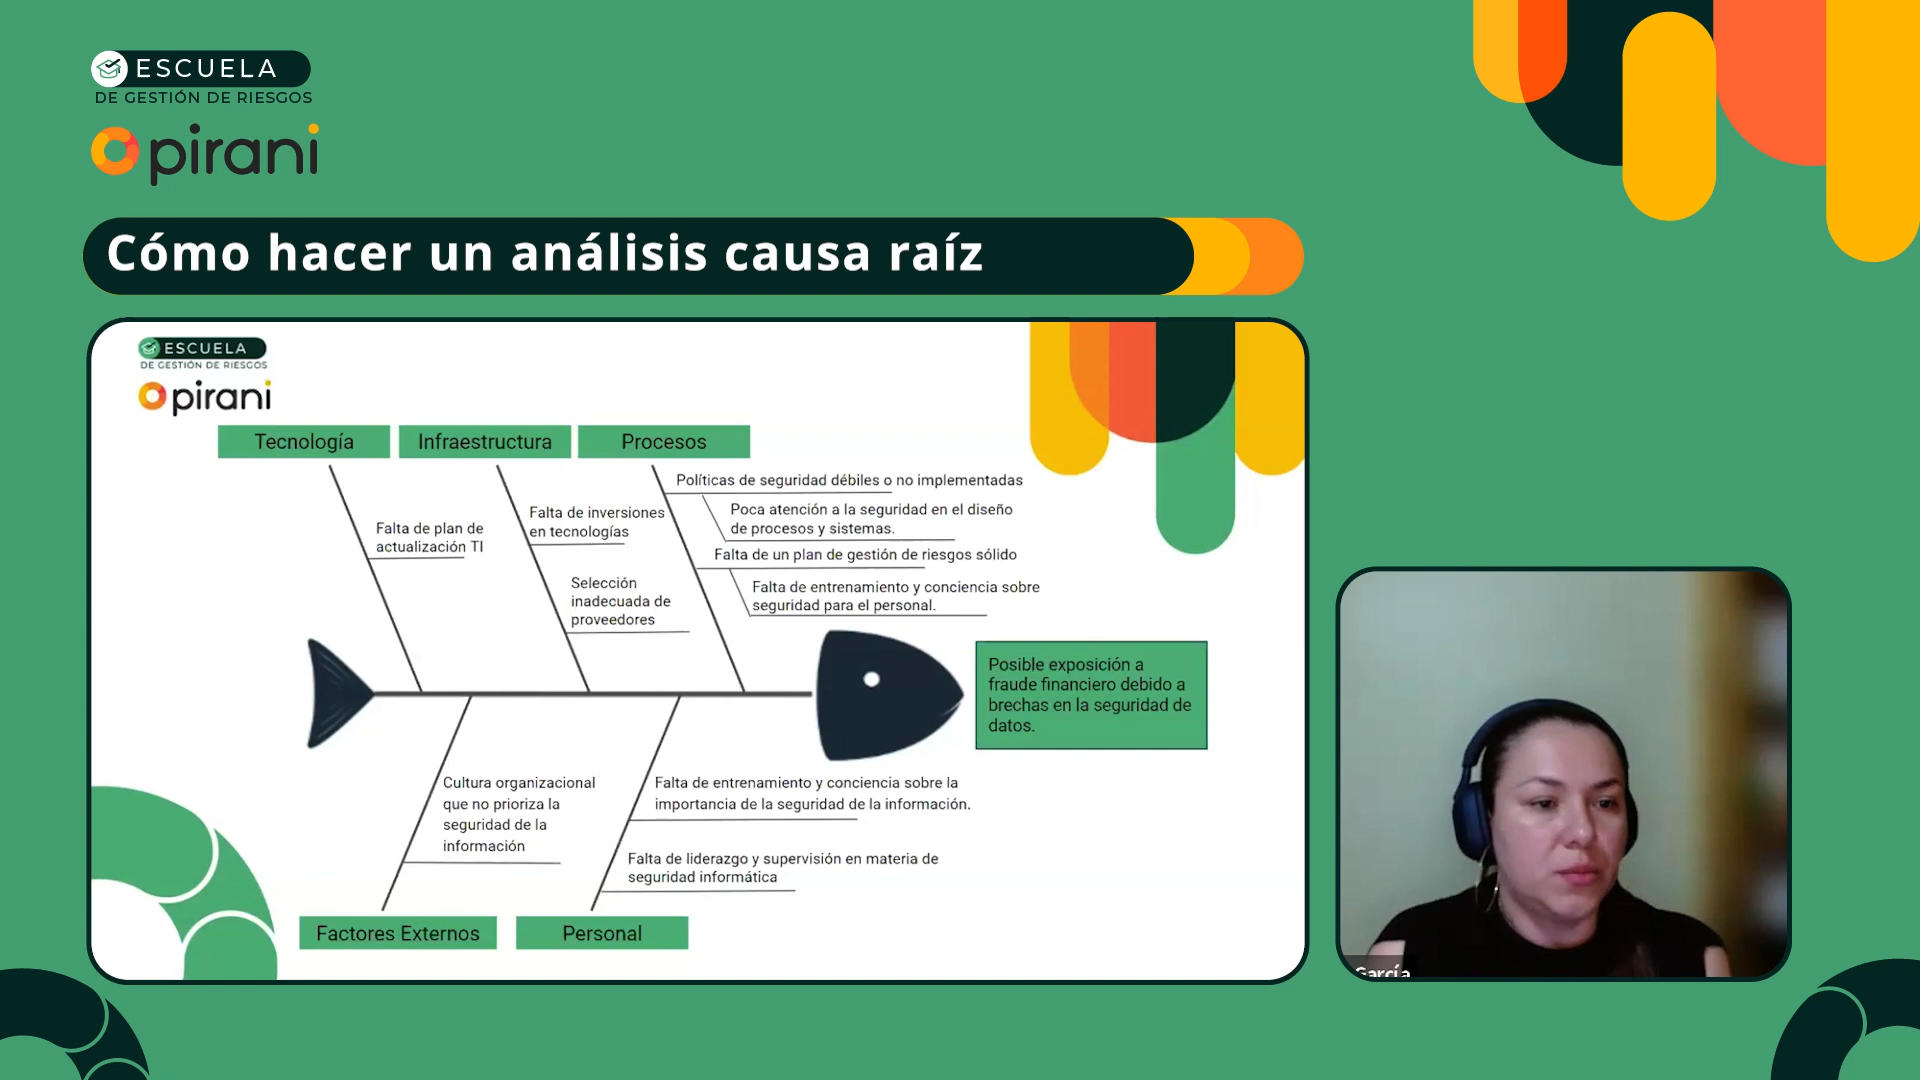 ESCUELA
DE GESTIÓN DE RIESGOS
pirani
Cómo hacer un análisis causa raíz
ESCUELA
DE GESTIÓN DE RIESGOS
pirani
Tecnología
Infraestructura
Procesos
Falta de plan de
actualización TI
Falta de inversiones
en tecnologías
Selección
inadecuada de
proveedores
Políticas de seguridad débiles o no implementadas
Poca atención a la seguridad en el diseño
de procesos y sistemas.
Falta de un plan de gestión de riesgos sólido
Falta de entrenamiento y conciencia sobre
seguridad para el personal.
Posible exposición a
fraude financiero debido a
brechas en la seguridad de
datos.
Cultura organizacional
que no prioriza la
seguridad de la
información
Falta de entrenamiento y conciencia sobre la
importancia de la seguridad de la información.
Falta de liderazgo y supervisión en materia de
seguridad informática
Factores Externos
Personal
García